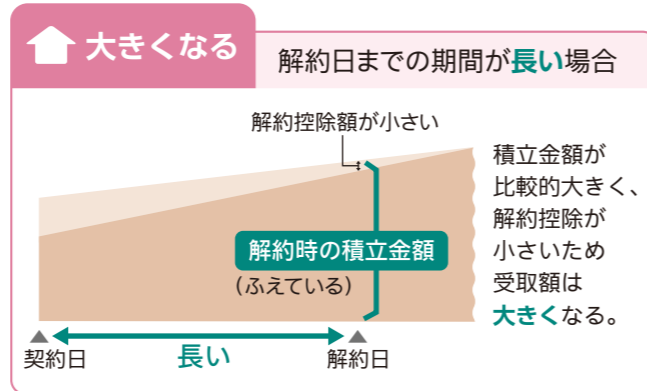 大きくなる
解約日までの期間が長い場合
解約控除額が小さい
積立金額が
比較的大きく、
解約控除が
小さいため
受取額は
大きくなる。
解約時の積立金額
(ふえている)
契約日
長い
解約日